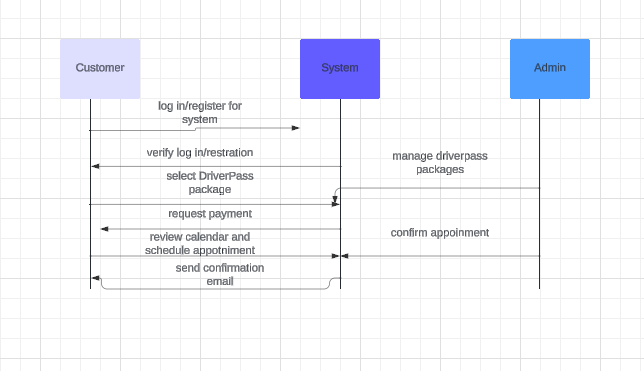 Customer
System
Admin
log in/register for
system
verify log in/restration
manage driverpass
packages
select DriverPass
package
request payment
review calendar and
schedule appotniment
confirm appoinment
send confirmation
email